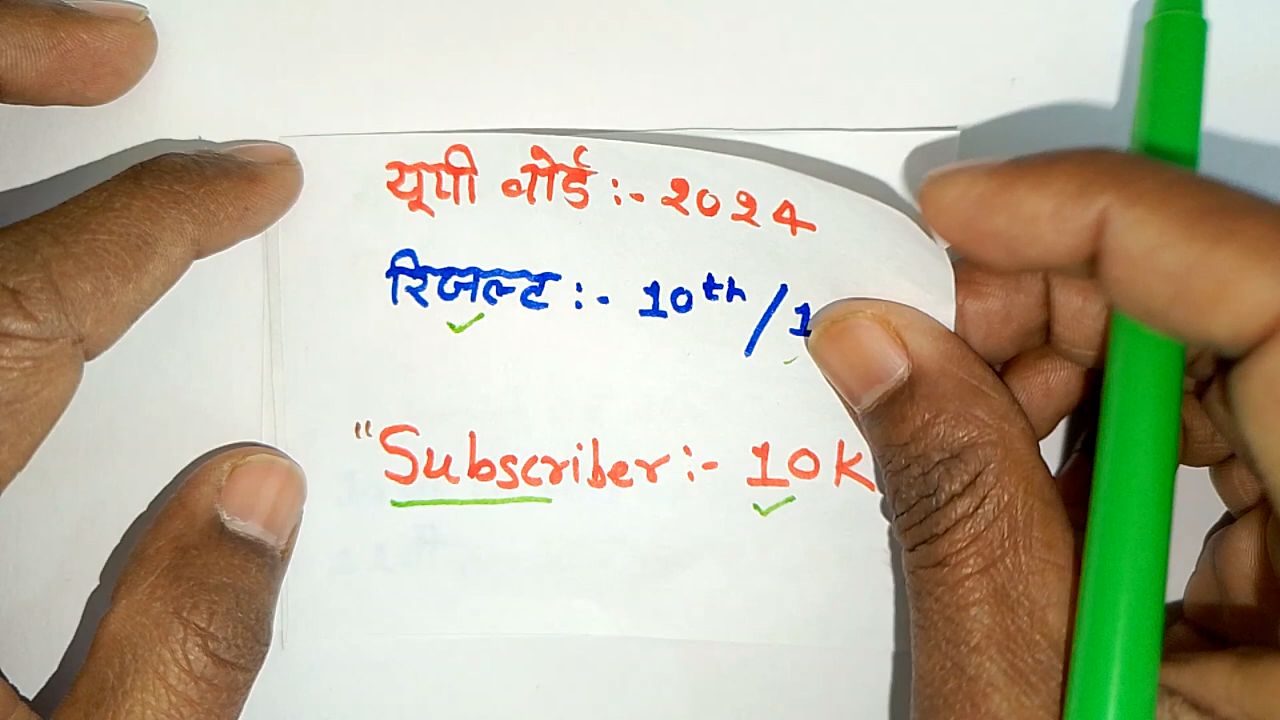 यूपी बोर्ड :- 2024
रिजल्ट :- 10th / 1
"Subscriber :- 10K